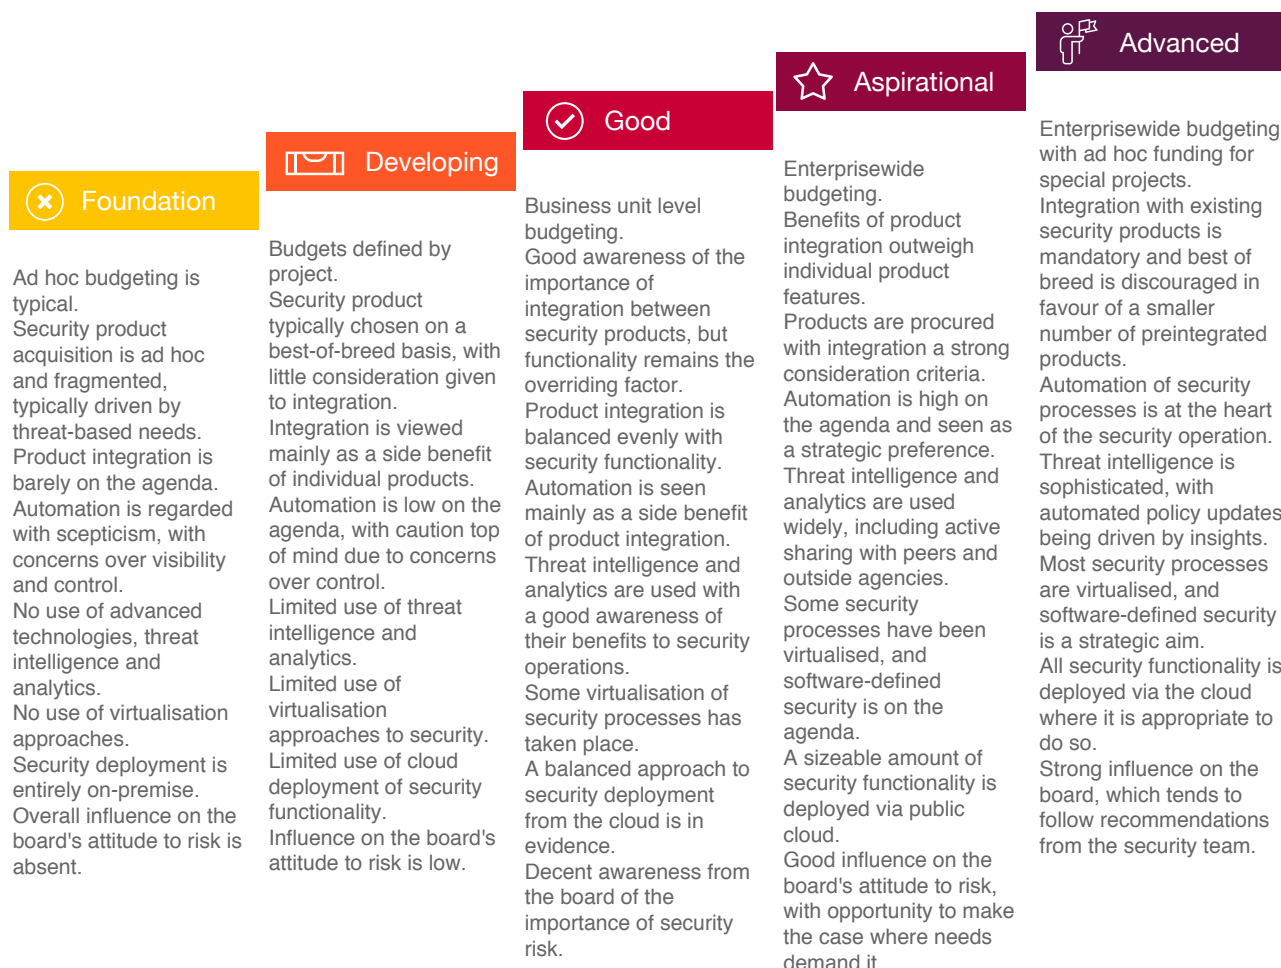 Foundation
Ad hoc budgeting is
typical.
Security product
acquisition is ad hoc
and fragmented,
typically driven by
threat-based needs.
Product integration is
barely on the agenda.
Automation is regarded
with scepticism, with
concerns over visibility
and control.
No use of advanced
technologies, threat
intelligence and
analytics.
No use of virtualisation
approaches.
Security deployment is
entirely on-premise.
Overall influence on the
board's attitude to risk is
absent.
Developing
Budgets defined by
project.
Security product
typically chosen on a
best-of-breed basis, with
little consideration given
to integration.
Integration is viewed
mainly as a side benefit
of individual products.
Automation is low on the
agenda, with caution top
of mind due to concerns
over control.
Limited use of threat
intelligence and
analytics.
Limited use of
virtualisation
approaches to security.
Limited use of cloud
deployment of security
functionality.
Influence on the board's
attitude to risk is low.
Good
Business unit level
budgeting.
Good awareness of the
importance of
integration between
security products, but
functionality remains the
overriding factor.
Product integration is
balanced evenly with
security functionality.
Automation is seen
mainly as a side benefit
of product integration.
Threat intelligence and
analytics are used with
a good awareness of
their benefits to security
operations.
Some virtualisation of
security processes has
taken place.
A balanced approach to
security deployment
from the cloud is in
evidence.
Decent awareness from
the board of the
importance of security
risk.
Aspirational
Enterprisewide
budgeting.
Benefits of product
integration outweigh
individual product
features.
Products are procured
with integration a strong
consideration criteria.
Automation is high on
the agenda and seen as
a strategic preference.
Threat intelligence and
analytics are used
widely, including active
sharing with peers and
outside agencies.
Some security
processes have been
virtualised, and
software-defined
security is on the
agenda.
A sizeable amount of
security functionality is
deployed via public
cloud.
Good influence on the
board's attitude to risk,
with opportunity to make
the case where needs
demand it
Advanced
Enterprisewide budgeting
with ad hoc funding for
special projects.
Integration with existing
security products is
mandatory and best of
breed is discouraged in
favour of a smaller
number of preintegrated
products.
Automation of security
processes is at the heart
of the security operation.
Threat intelligence is
sophisticated, with
automated policy updates
being driven by insights.
Most security processes
are virtualised, and
software-defined security
is a strategic aim.
All security functionality is
deployed via the cloud
where it is appropriate to
do so.
Strong influence on the
board, which tends to
follow recommendations
from the security team.